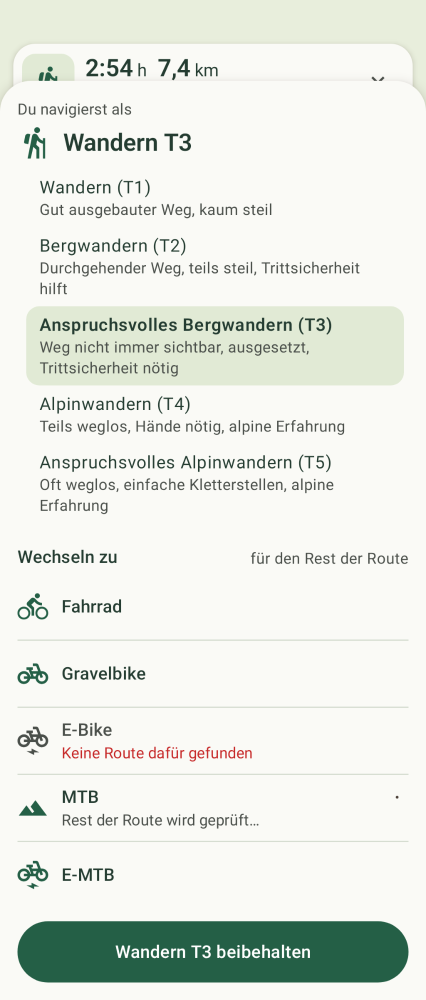 2:54 h 7,4 km
Du navigierst als
Wandern T3
Wandern (T1)
Gut ausgebauter Weg, kaum steil
Bergwandern (T2)
Durchgehender Weg, teils steil, Trittsicherheit
hilft
Anspruchsvolles Bergwandern (T3)
Weg nicht immer sichtbar, ausgesetzt,
Trittsicherheit nötig
Alpinwandern (T4)
Teils weglos, Hände nötig, alpine Erfahrung
Anspruchsvolles Alpinwandern (T5)
Oft weglos, einfache Kletterstellen, alpine
Erfahrung
Wechseln zu für den Rest der Route
Fahrrad
Gravelbike
E-Bike
Keine Route dafür gefunden
MTB
Rest der Route wird geprüft…
E-MTB
Wandern T3 beibehalten